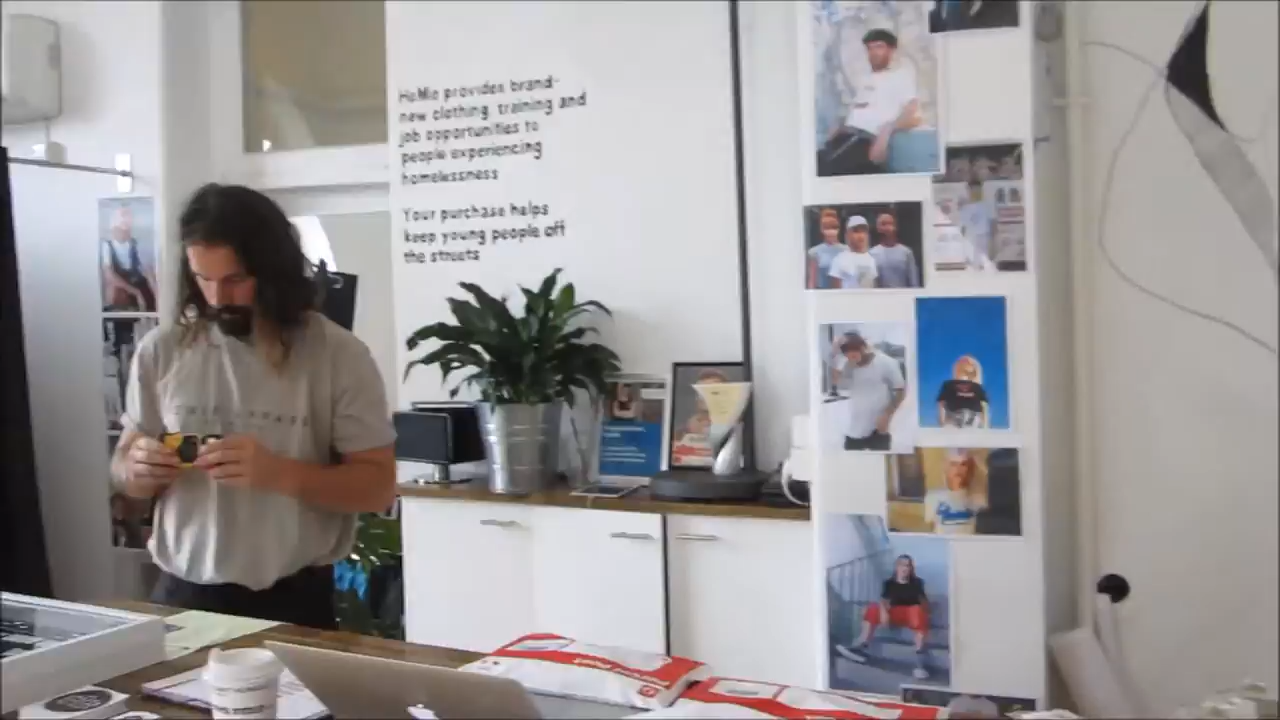 HoMie provides brand-
new clothing, training and
job opportunities to
people experiencing
homelessness
Your purchase helps
keep young people off
the streets